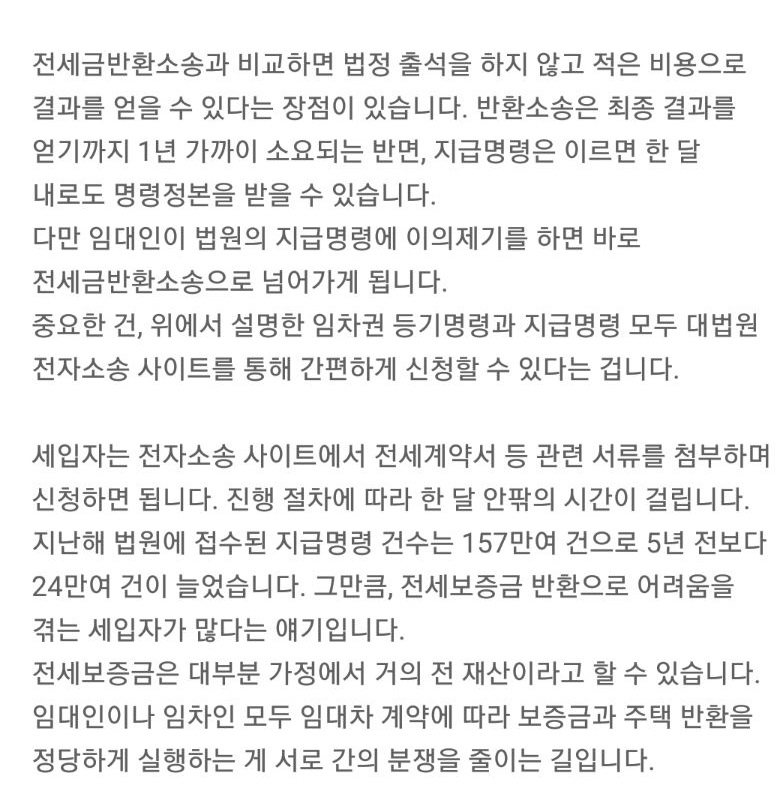 전세금반환소송과 비교하면 법정 출석을 하지 않고 적은 비용으로
결과를 얻을 수 있다는 장점이 있습니다. 반환소송은 최종 결과를
얻기까지 1년 가까이 소요되는 반면, 지급명령은 이르면 한 달
내로도 명령정본을 받을 수 있습니다.
다만 임대인이 법원의 지급명령에 이의제기를 하면 바로
전세금반환소송으로 넘어가게 됩니다.
중요한 건, 위에서 설명한 임차권 등기명령과 지급명령 모두 대법원
전자소송 사이트를 통해 간편하게 신청할 수 있다는 겁니다.
세입자는 전자소송 사이트에서 전세계약서 등 관련 서류를 첨부하며
신청하면 됩니다. 진행 절차에 따라 한 달 안팎의 시간이 걸립니다.
지난해 법원에 접수된 지급명령 건수는 157만여 건으로 5년 전보다
24만여 건이 늘었습니다. 그만큼, 전세보증금 반환으로 어려움을
겪는 세입자가 많다는 얘기입니다.
전세보증금은 대부분 가정에서 거의 전 재산이라고 할 수 있습니다.
임대인이나 임차인 모두 임대차 계약에 따라 보증금과 주택 반환을
정당하게 실행하는 게 서로 간의 분쟁을 줄이는 길입니다.